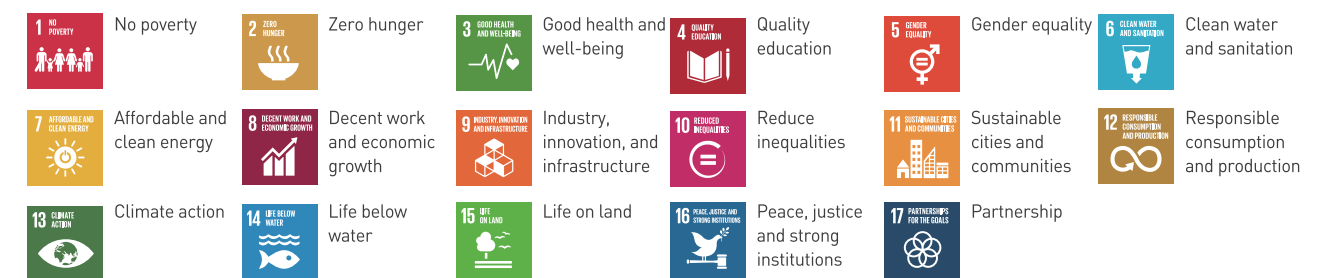 1 NO
POVERTY
No poverty
2 ZERO
HUNGER
Zero hunger
3 GOOD HEALTH
AND WELL-BEING
Good health and
well-being
4 QUALITY
EDUCATION
Quality
education
5 GENDER
EQUALITY
Gender equality
6 CLEAN WATER
AND SANITATION
Clean water
and sanitation
7 AFFORDABLE AND
CLEAN ENERGY
Affordable and
clean energy
8 DECENT WORK AND
ECONOMIC GROWTH
Decent work
and economic
growth
9 INDUSTRY, INNOVATION
AND INFRASTRUCTURE
Industry,
innovation, and
infrastructure
10 REDUCED
INEQUALITIES
Reduce
inequalities
11 SUSTAINABLE CITIES
AND COMMUNITIES
Sustainable
cities and
communities
12 RESPONSIBLE
CONSUMPTION
AND PRODUCTION
Responsible
consumption
and production
13 CLIMATE
ACTION
Climate action
14 LIFE BELOW
WATER
Life below
water
15 LIFE
ON LAND
Life on land
16 PEACE, JUSTICE AND
STRONG INSTITUTIONS
Peace, justice
and strong
institutions
17 PARTNERSHIPS
FOR THE GOALS
Partnership